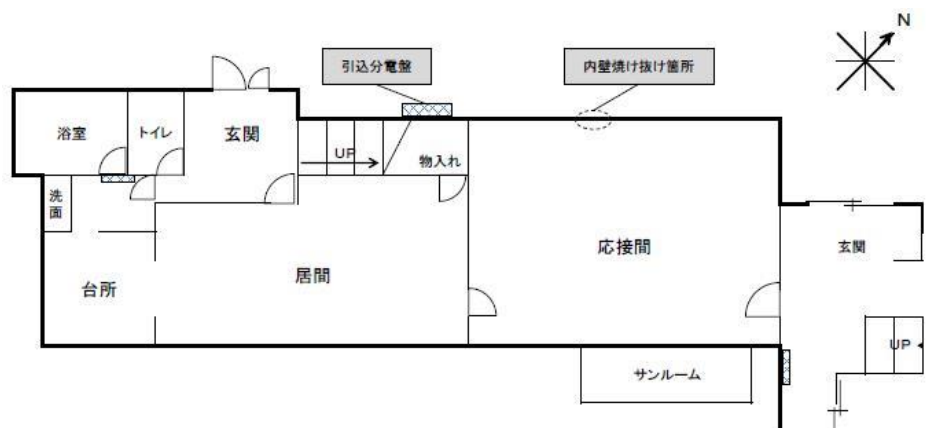 N
引込分電盤
内壁焼け抜け箇所
浴室
トイレ
玄関
UP
物入れ
洗面
台所
居間
応接間
玄関
UP
サンルーム